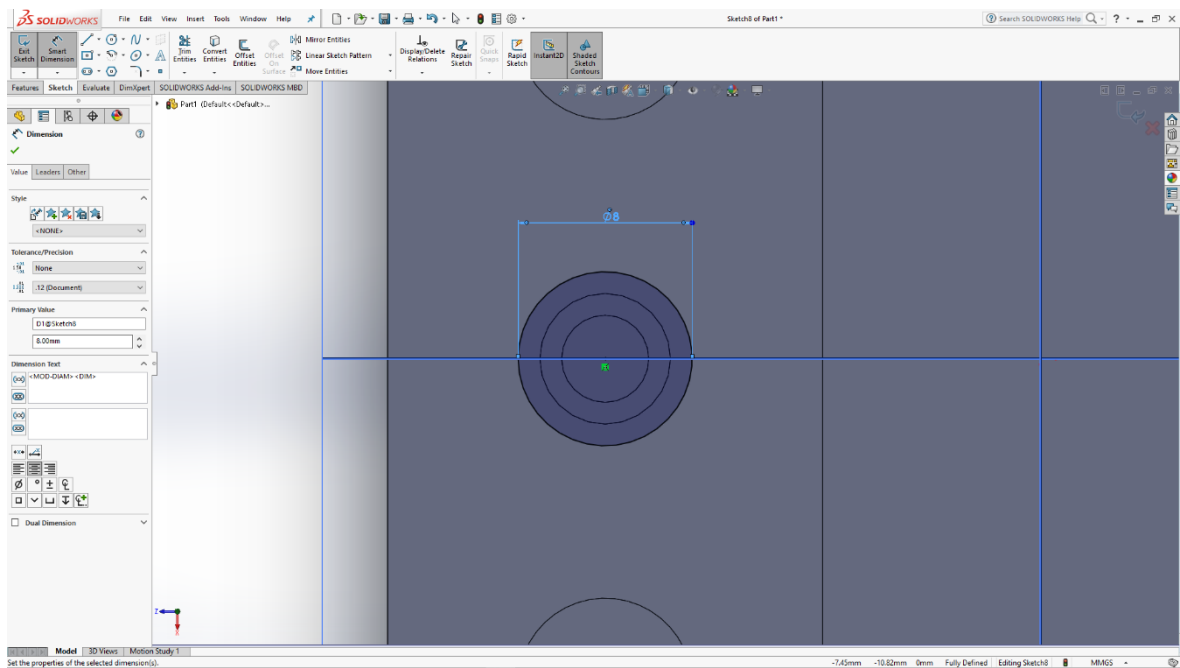 SOLIDWORKS File Edit View Insert Tools Window Help Sketch8 of Part1 * Search SOLIDWORKS Help
Exit Sketch Smart Dimension Trim Entities Convert Entities Offset Entities Offset On Surface Mirror Entities Linear Sketch Pattern Move Entities Display/Delete Relations Repair Sketch Quick Snaps Rapid Sketch Instant2D Shaded Sketch Contours
Features Sketch Evaluate DimXpert SOLIDWORKS Add-Ins SOLIDWORKS MBD
Part1 (Default<<Default>...
Dimension
Value Leaders Other
Style
<NONE>
Tolerance/Precision
None
.12 (Document)
Primary Value
D1@Sketch8
8.00mm
Dimension Text
<MOD-DIAM><DIM>
Dual Dimension
Ø8
Z
X
Model 3D Views Motion Study 1
Set the properties of the selected dimension(s). -7.45mm -10.82mm 0mm Fully Defined Editing Sketch8 MMGS